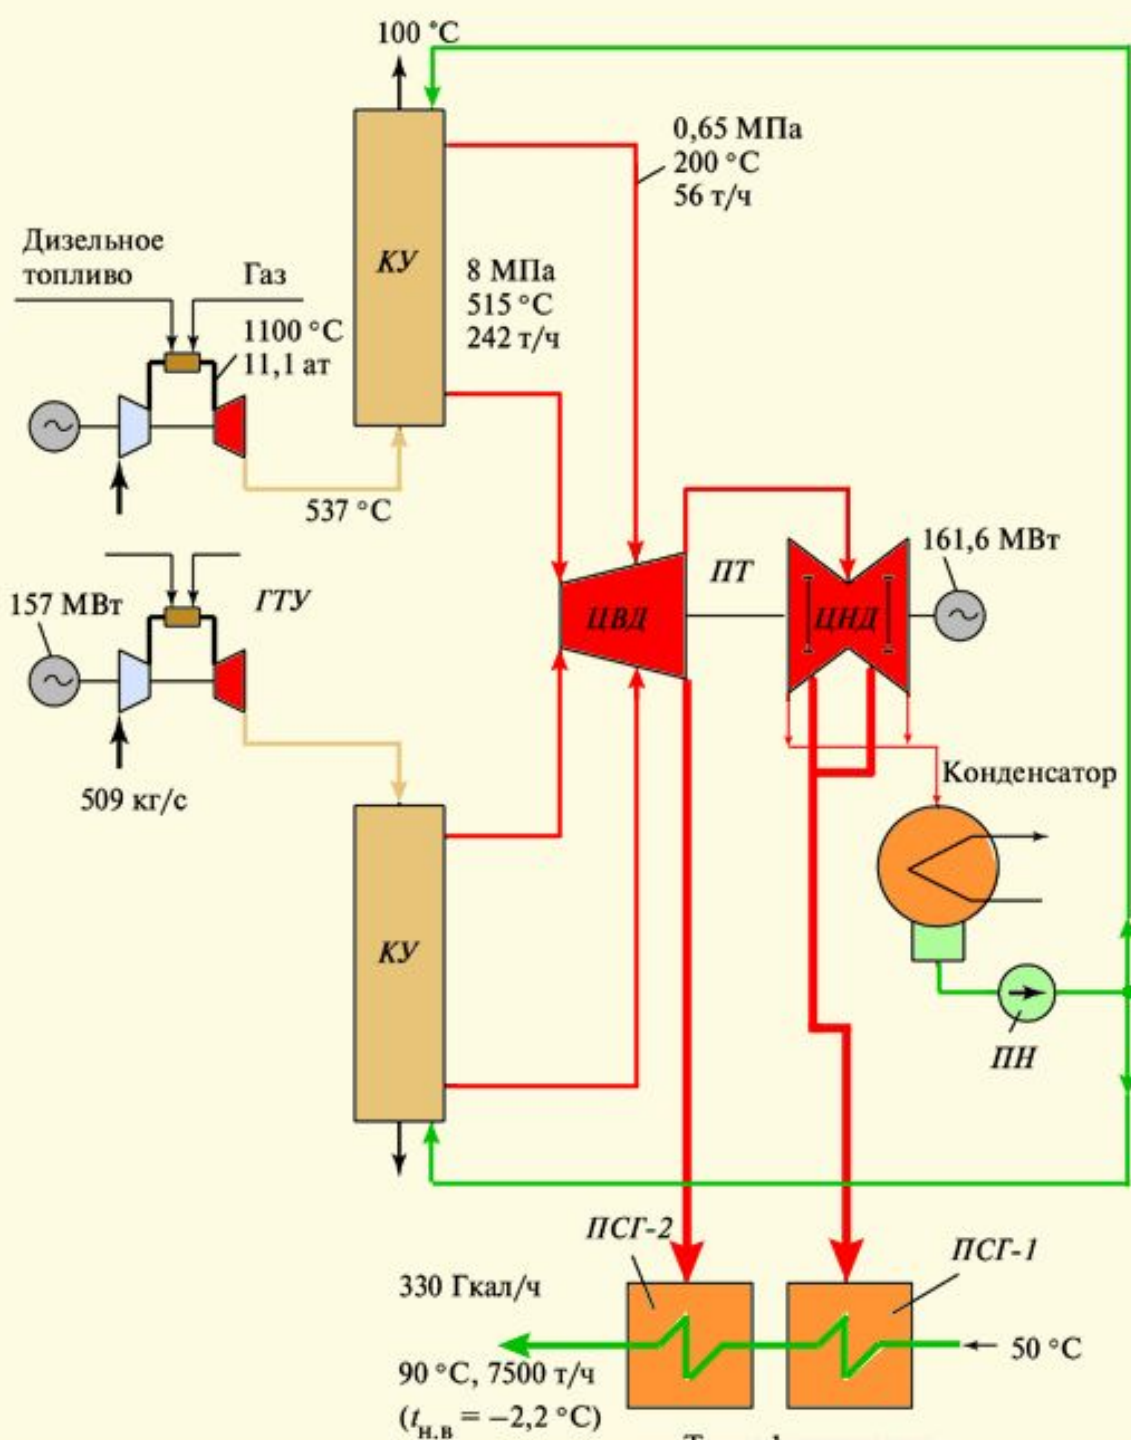 100 °C
0,65 МПа
200 °C
56 т/ч
Дизельное
топливо
Газ
КУ
8 МПа
515 °C
242 т/ч
1100 °C
11,1 ат
537 °C
161,6 МВт
ПТ
157 МВт
ГТУ
ЦВД
ЦНД
509 кг/с
Конденсатор
КУ
ПН
ПСГ-2
ПСГ-1
330 Гкал/ч
50 °C
90 °C, 7500 т/ч
(tн.в = −2,2 °C)